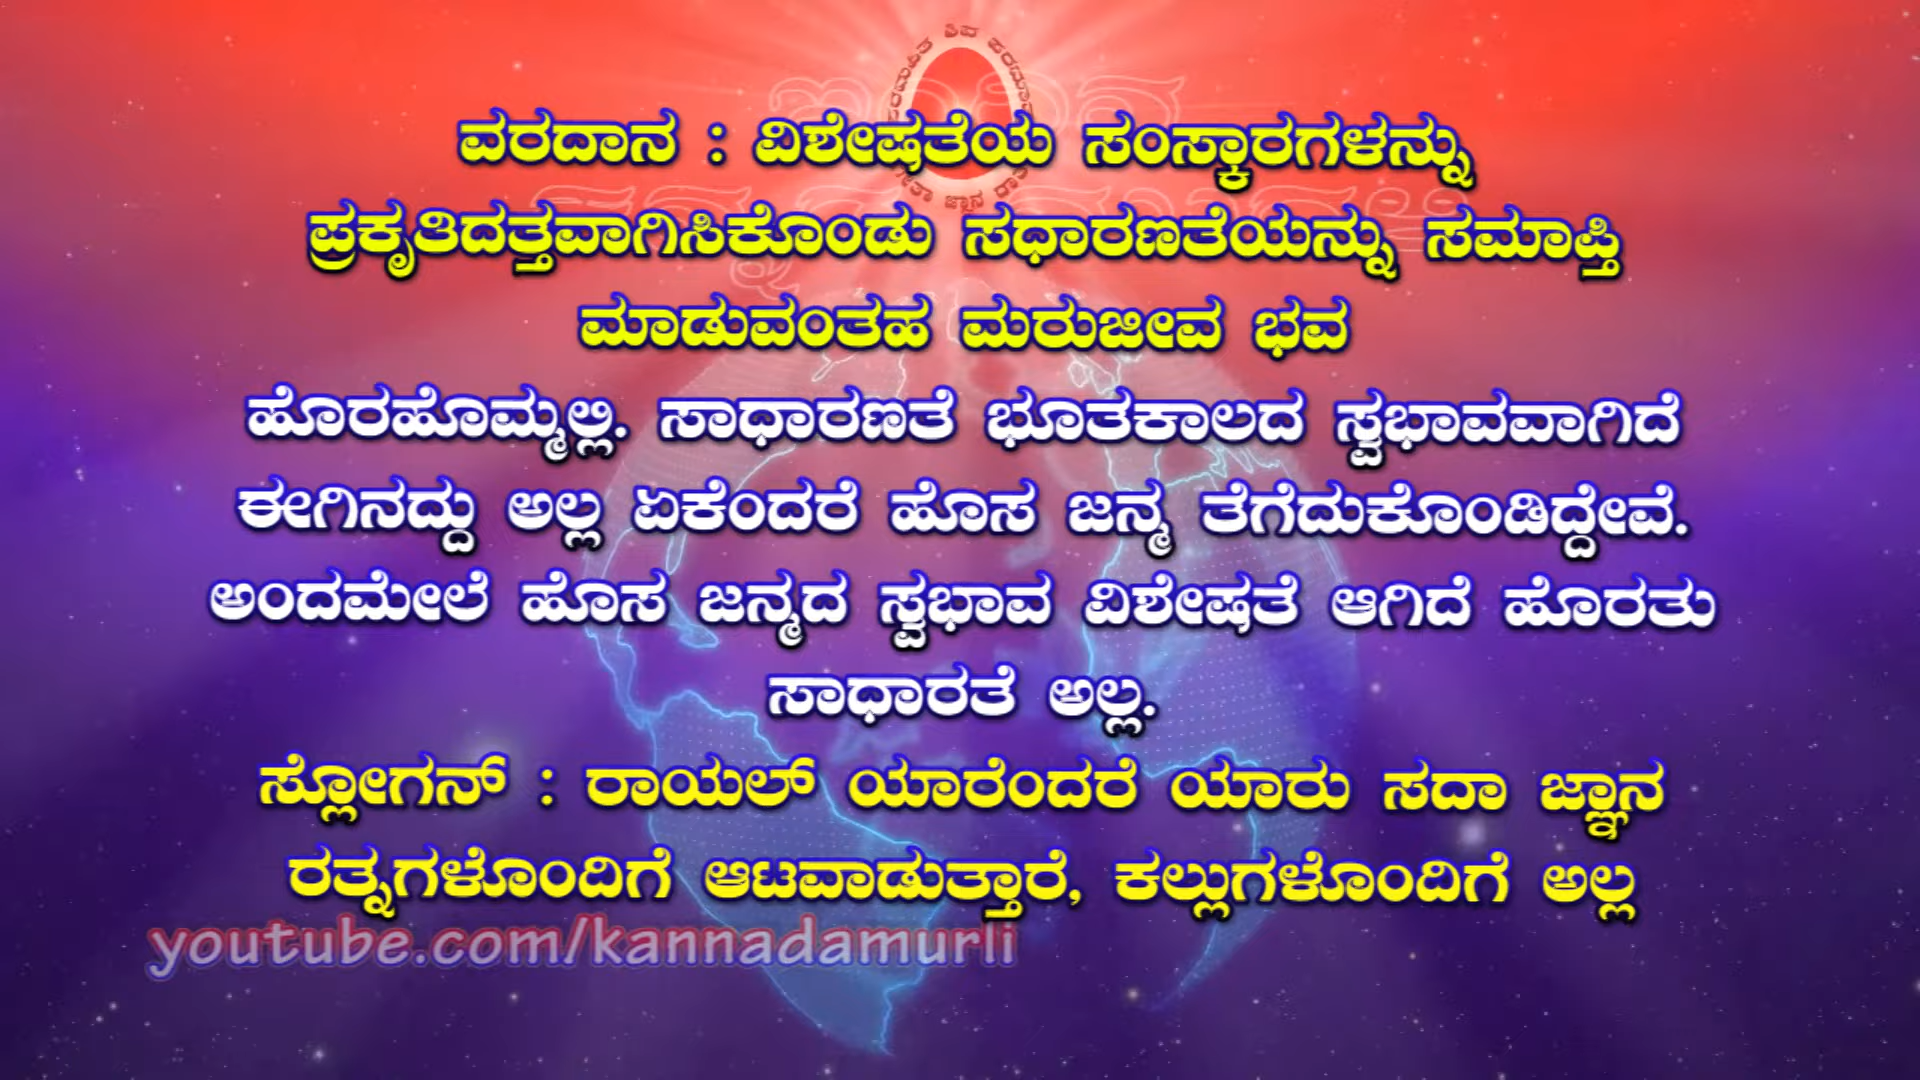 ವರದಾನ : ವಿಶೇಷತೆಯ ಸಂಸ್ಕಾರಗಳನ್ನು
ಪ್ರಕೃತಿದತ್ತವಾಗಿಸಿಕೊಂಡು ಸಧಾರಣತೆಯನ್ನು ಸಮಾಪ್ತಿ
ಮಾಡುವಂತಹ ಮರುಜೀವ ಭವ
ಹೊರಹೊಮ್ಮಲ್ಲಿ. ಸಾಧಾರಣತೆ ಭೂತಕಾಲದ ಸ್ವಭಾವವಾಗಿದೆ
ಈಗಿನದ್ದು ಅಲ್ಲ ಏಕೆಂದರೆ ಹೊಸ ಜನ್ಮ ತೆಗೆದುಕೊಂಡಿದ್ದೇವೆ.
ಅಂದಮೇಲೆ ಹೊಸ ಜನ್ಮದ ಸ್ವಭಾವ ವಿಶೇಷತೆ ಆಗಿದೆ ಹೊರತು
ಸಾಧಾರತೆ ಅಲ್ಲ.
ಸ್ಲೋಗನ್ : ರಾಯಲ್ ಯಾರೆಂದರೆ ಯಾರು ಸದಾ ಜ್ಞಾನ
ರತ್ನಗಳೊಂದಿಗೆ ಆಟವಾಡುತ್ತಾರೆ, ಕಲ್ಲುಗಳೊಂದಿಗೆ ಅಲ್ಲ
youtube.com/kannadamurli